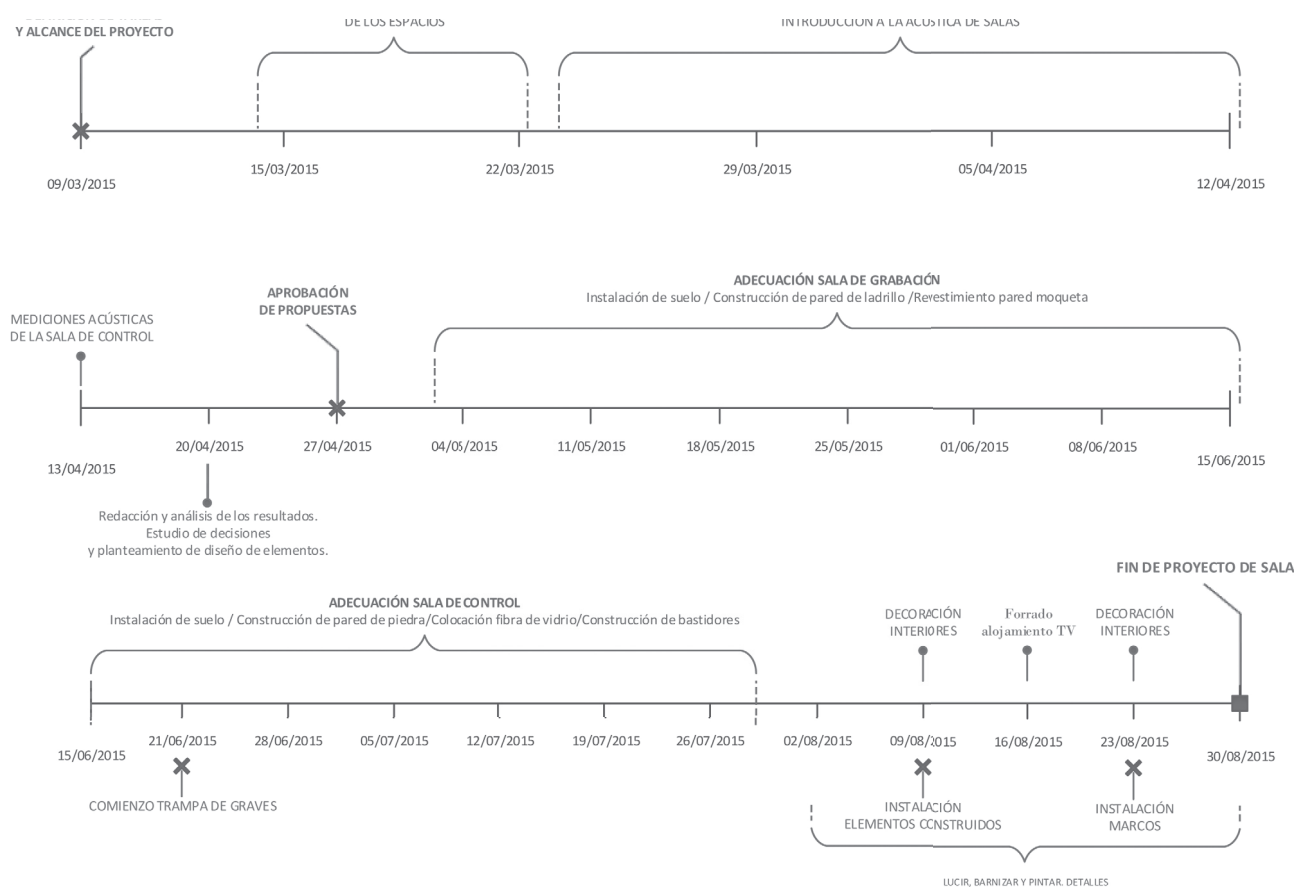 Y ALCANCE DEL PROYECTO
DE LOS ESPACIOS
INTRODUCCIÓN A LA ACÚSTICA DE SALAS
09/03/2015
15/03/2015
22/03/2015
29/03/2015
05/04/2015
12/04/2015
MEDICIONES ACÚSTICAS
DE LA SALA DE CONTROL
APROBACIÓN
DE PROPUESTAS
ADECUACIÓN SALA DE GRABACIÓN
Instalación de suelo / Construcción de pared de ladrillo /Revestimiento pared moqueta
13/04/2015
20/04/2015
27/04/2015
04/05/2015
11/05/2015
18/05/2015
25/05/2015
01/06/2015
08/06/2015
15/06/2015
Redacción y análisis de los resultados.
Estudio de decisiones
y planteamiento de diseño de elementos.
FIN DE PROYECTO DE SALA
ADECUACIÓN SALA DE CONTROL
Instalación de suelo / Construcción de pared de piedra/Colocación fibra de vidrio/Construcción de bastidores
DECORACIÓN
INTERIORES
Forrado
alojamiento TV
DECORACIÓN
INTERIORES
15/06/2015
21/06/2015
28/06/2015
05/07/2015
12/07/2015
19/07/2015
26/07/2015
02/08/2015
09/08/2015
16/08/2015
23/08/2015
30/08/2015
COMIENZO TRAMPA DE GRAVES
INSTALACIÓN
ELEMENTOS CONSTRUIDOS
INSTALACIÓN
MARCOS
LUCIR, BARNIZAR Y PINTAR. DETALLES